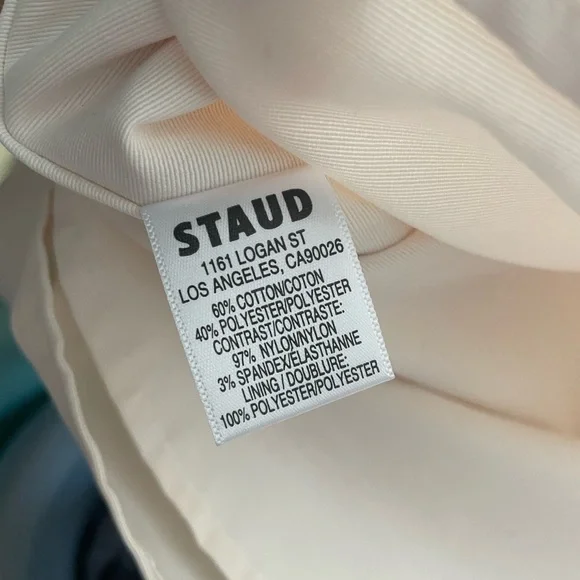 STAUD
1161 LOGAN ST
LOS ANGELES, CA90026
60% COTTON/COTON
40% POLYESTER/POLYESTER
CONTRAST/CONTRASTE:
97% NYLON/NYLON
3% SPANDEX/ELASTHANNE
LINING / DOUBLURE:
100% POLYESTER/POLYESTER